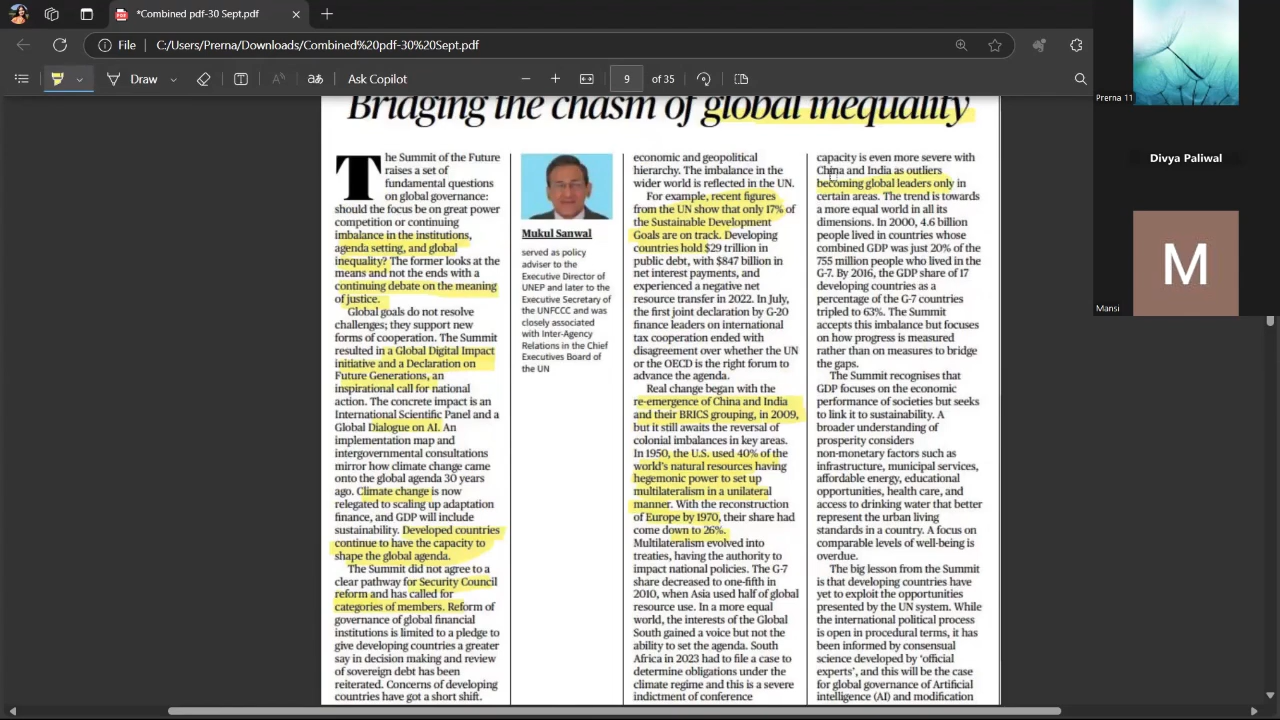 *Combined pdf-30 Sept.pdf
File C:/Users/Prerna/Downloads/Combined%20pdf-30%20Sept.pdf
Draw
Ask Copilot
9 of 35
Bridging the chasm of global inequality
The Summit of the Future
raises a set of
fundamental questions
on global governance:
should the focus be on great power
competition or continuing
imbalance in the institutions,
agenda setting, and global
inequality? The former looks at the
means and not the ends with a
continuing debate on the meaning
of justice.
Global goals do not resolve
challenges; they support new
forms of cooperation. The Summit
resulted in a Global Digital Impact
initiative and a Declaration on
Future Generations, an
inspirational call for national
action. The concrete impact is an
International Scientific Panel and a
Global Dialogue on AI. An
implementation map and
intergovernmental consultations
mirror how climate change came
onto the global agenda 30 years
ago. Climate change is now
relegated to scaling up adaptation
finance, and GDP will include
sustainability. Developed countries
continue to have the capacity to
shape the global agenda.
The Summit did not agree to a
clear pathway for Security Council
reform and has called for
categories of members. Reform of
governance of global financial
institutions is limited to a pledge to
give developing countries a greater
say in decision making and review
of sovereign debt has been
reiterated. Concerns of developing
countries have got a short shift.
Mukul Sanwal
served as policy
adviser to the
Executive Director of
UNEP and later to the
Executive Secretary of
the UNFCCC and was
closely associated
with Inter-Agency
Relations in the Chief
Executives Board of
the UN
economic and geopolitical
hierarchy. The imbalance in the
wider world is reflected in the UN.
For example, recent figures
from the UN show that only 17% of
the Sustainable Development
Goals are on track. Developing
countries hold $29 trillion in
public debt, with $847 billion in
net interest payments, and
experienced a negative net
resource transfer in 2022. In July,
the first joint declaration by G-20
finance leaders on international
tax cooperation ended with
disagreement over whether the UN
or the OECD is the right forum to
advance the agenda.
Real change began with the
re-emergence of China and India
and their BRICS grouping, in 2009,
but it still awaits the reversal of
colonial imbalances in key areas.
In 1950, the U.S. used 40% of the
world's natural resources having
hegemonic power to set up
multilateralism in a unilateral
manner. With the reconstruction
of Europe by 1970, their share had
come down to 26%.
Multilateralism evolved into
treaties, having the authority to
impact national policies. The G-7
share decreased to one-fifth in
2010, when Asia used half of global
resource use. In a more equal
world, the interests of the Global
South gained a voice but not the
ability to set the agenda. South
Africa in 2023 had to file a case to
determine obligations under the
climate regime and this is a severe
indictment of conference
capacity is even more severe with
China and India as outliers
becoming global leaders only in
certain areas. The trend is towards
a more equal world in all its
dimensions. In 2000, 4.6 billion
people lived in countries whose
combined GDP was just 20% of the
755 million people who lived in the
G-7. By 2016, the GDP share of 17
developing countries as a
percentage of the G-7 countries
tripled to 63%. The Summit
accepts this imbalance but focuses
on how progress is measured
rather than on measures to bridge
the gaps.
The Summit recognises that
GDP focuses on the economic
performance of societies but seeks
to link it to sustainability. A
broader understanding of
prosperity considers
non-monetary factors such as
infrastructure, municipal services,
affordable energy, educational
opportunities, health care, and
access to drinking water that better
represent the urban living
standards in a country. A focus on
comparable levels of well-being is
overdue.
The big lesson from the Summit
is that developing countries have
yet to exploit the opportunities
presented by the UN system. While
the international political process
is open in procedural terms, it has
been informed by consensual
science developed by 'official
experts', and this will be the case
for global governance of Artificial
intelligence (AI) and modification
Prerna 11
Divya Paliwal
M
Mansi